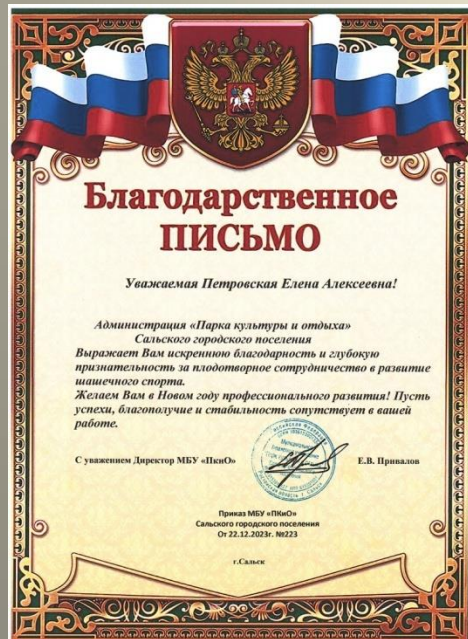 Благодарственное
ПИСЬМО
Уважаемая Петровская Елена Алексеевна!
Администрация «Парка культуры и отдыха»
Сальского городского поселения
Выражает Вам искреннюю благодарность и глубокую
признательность за плодотворное сотрудничество в развитие
шашечного спорта.
Желаем Вам в Новом году профессионального развития! Пусть
успехи, благополучие и стабильность сопутствует в вашей
работе.
С уважением Директор МБУ «ПкиО» Е.В. Привалов
Приказ МБУ «ПКиО»
Сальского городского поселения
От 22.12.2023г. №223
г.Сальск